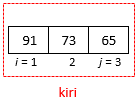 91 73 65
i = 1 2 j = 3
kiri